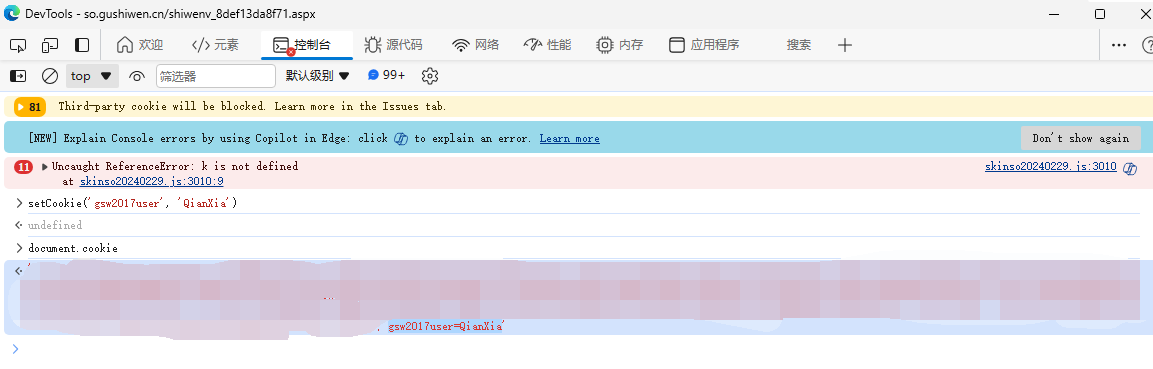 DevTools - so.gushiwen.cn/shiwenv_8def13da8f71.aspx
欢迎 </> 元素 控制台 源代码 网络 性能 内存 应用程序 搜索
top 筛选器 默认级别 99+
81 Third-party cookie will be blocked. Learn more in the Issues tab.
[NEW] Explain Console errors by using Copilot in Edge: click to explain an error. Learn more Don't show again
11 Uncaught ReferenceError: k is not defined skinso20240229.js:3010
at skinso20240229.js:3010:9
setCookie('gsw2017user', 'QianXia')
undefined
document.cookie
gsw2017user=QianXia'